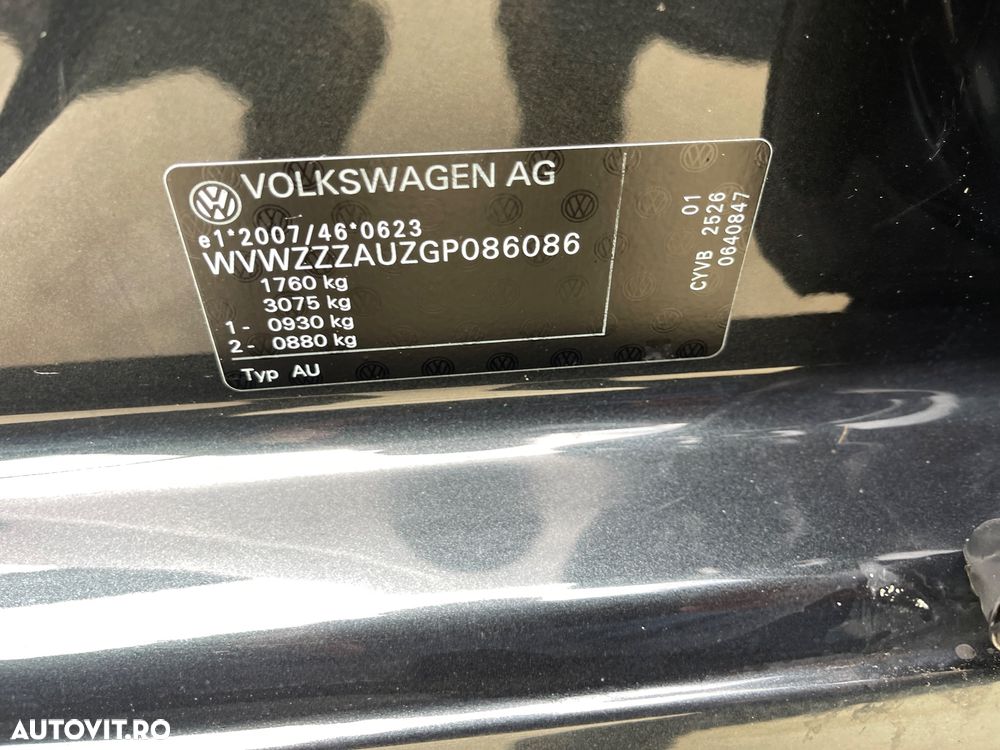 VOLKSWAGEN AG
e1*2007/46*0623
WVWZZZAUZGP086086
1760 kg
3075 kg
1 - 0930 kg
2 - 0880 kg
Typ AU
01
CYVB 2526
0640847
AUTOVIT.RO